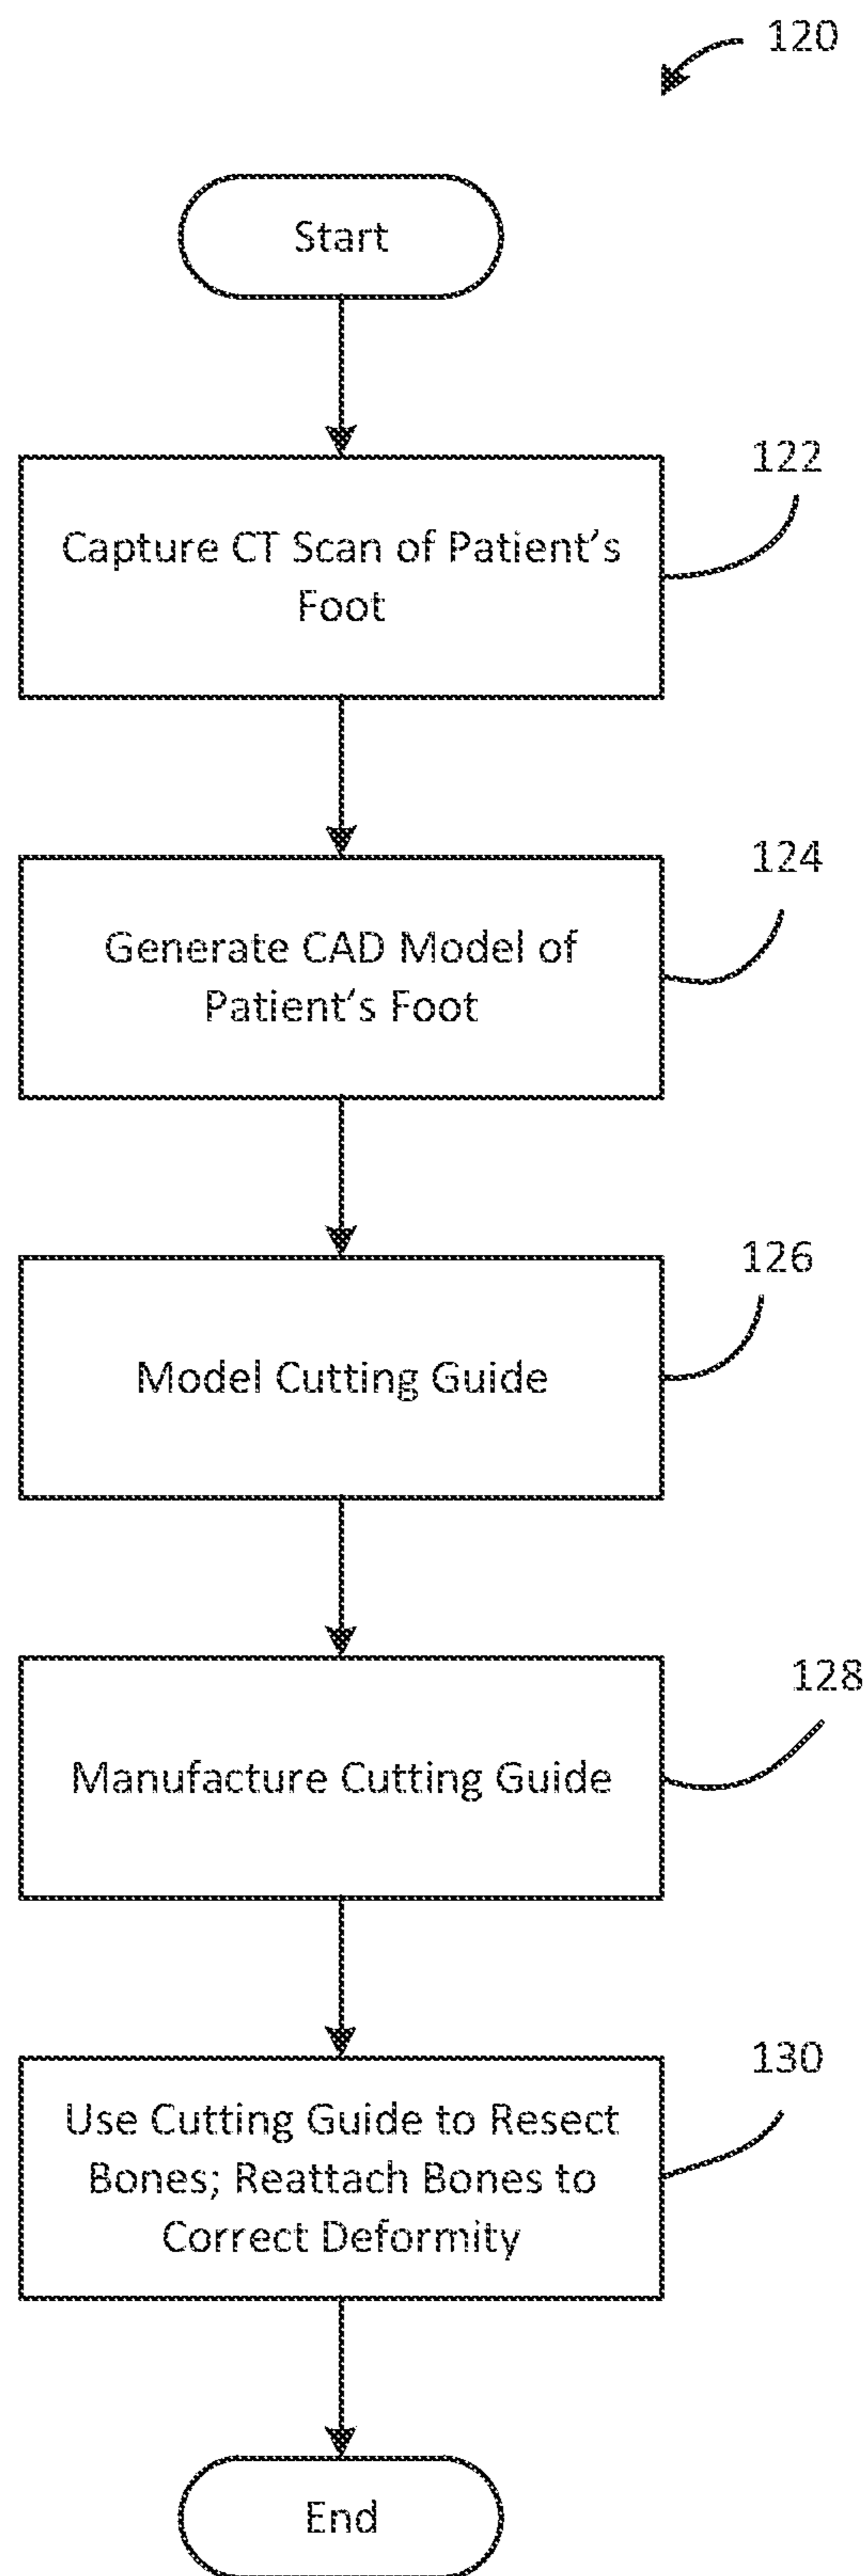 120
Start
122
Capture CT Scan of Patient's
Foot
124
Generate CAD Model of
Patient's Foot
126
Model Cutting Guide
128
Manufacture Cutting Guide
130
Use Cutting Guide to Resect
Bones; Reattach Bones to
Correct Deformity
End